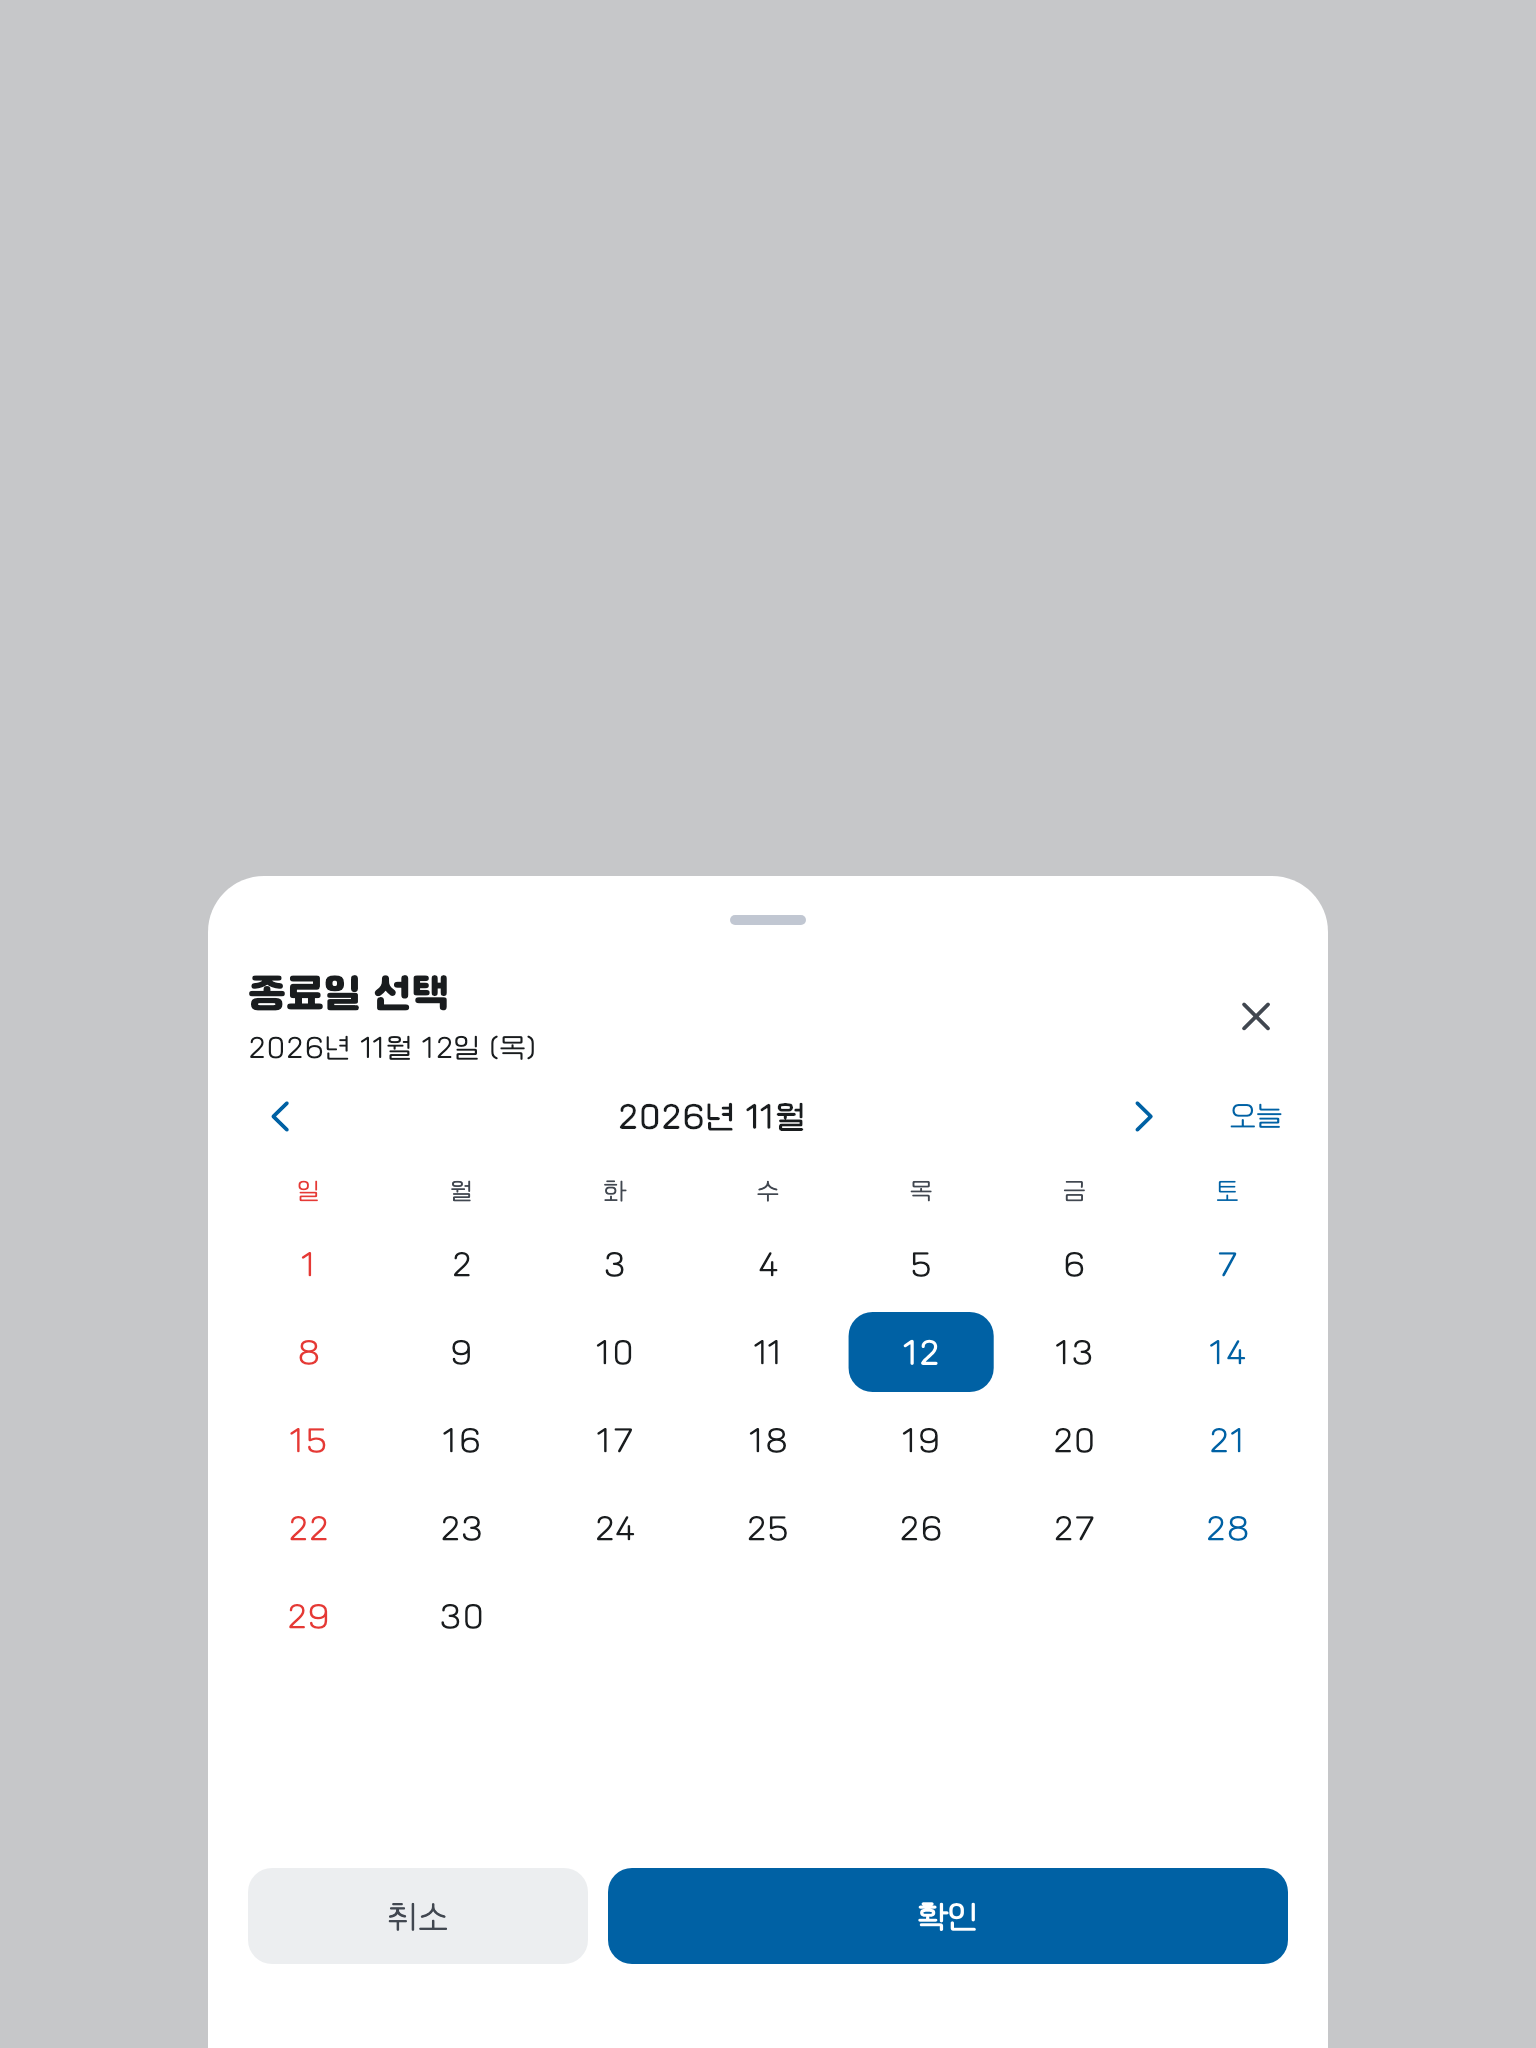 종료일 선택
2026년 11월 12일 (목)
2026년 11월 오늘
일 월 화 수 목 금 토
1 2 3 4 5 6 7
8 9 10 11 12 13 14
15 16 17 18 19 20 21
22 23 24 25 26 27 28
29 30
취소 확인